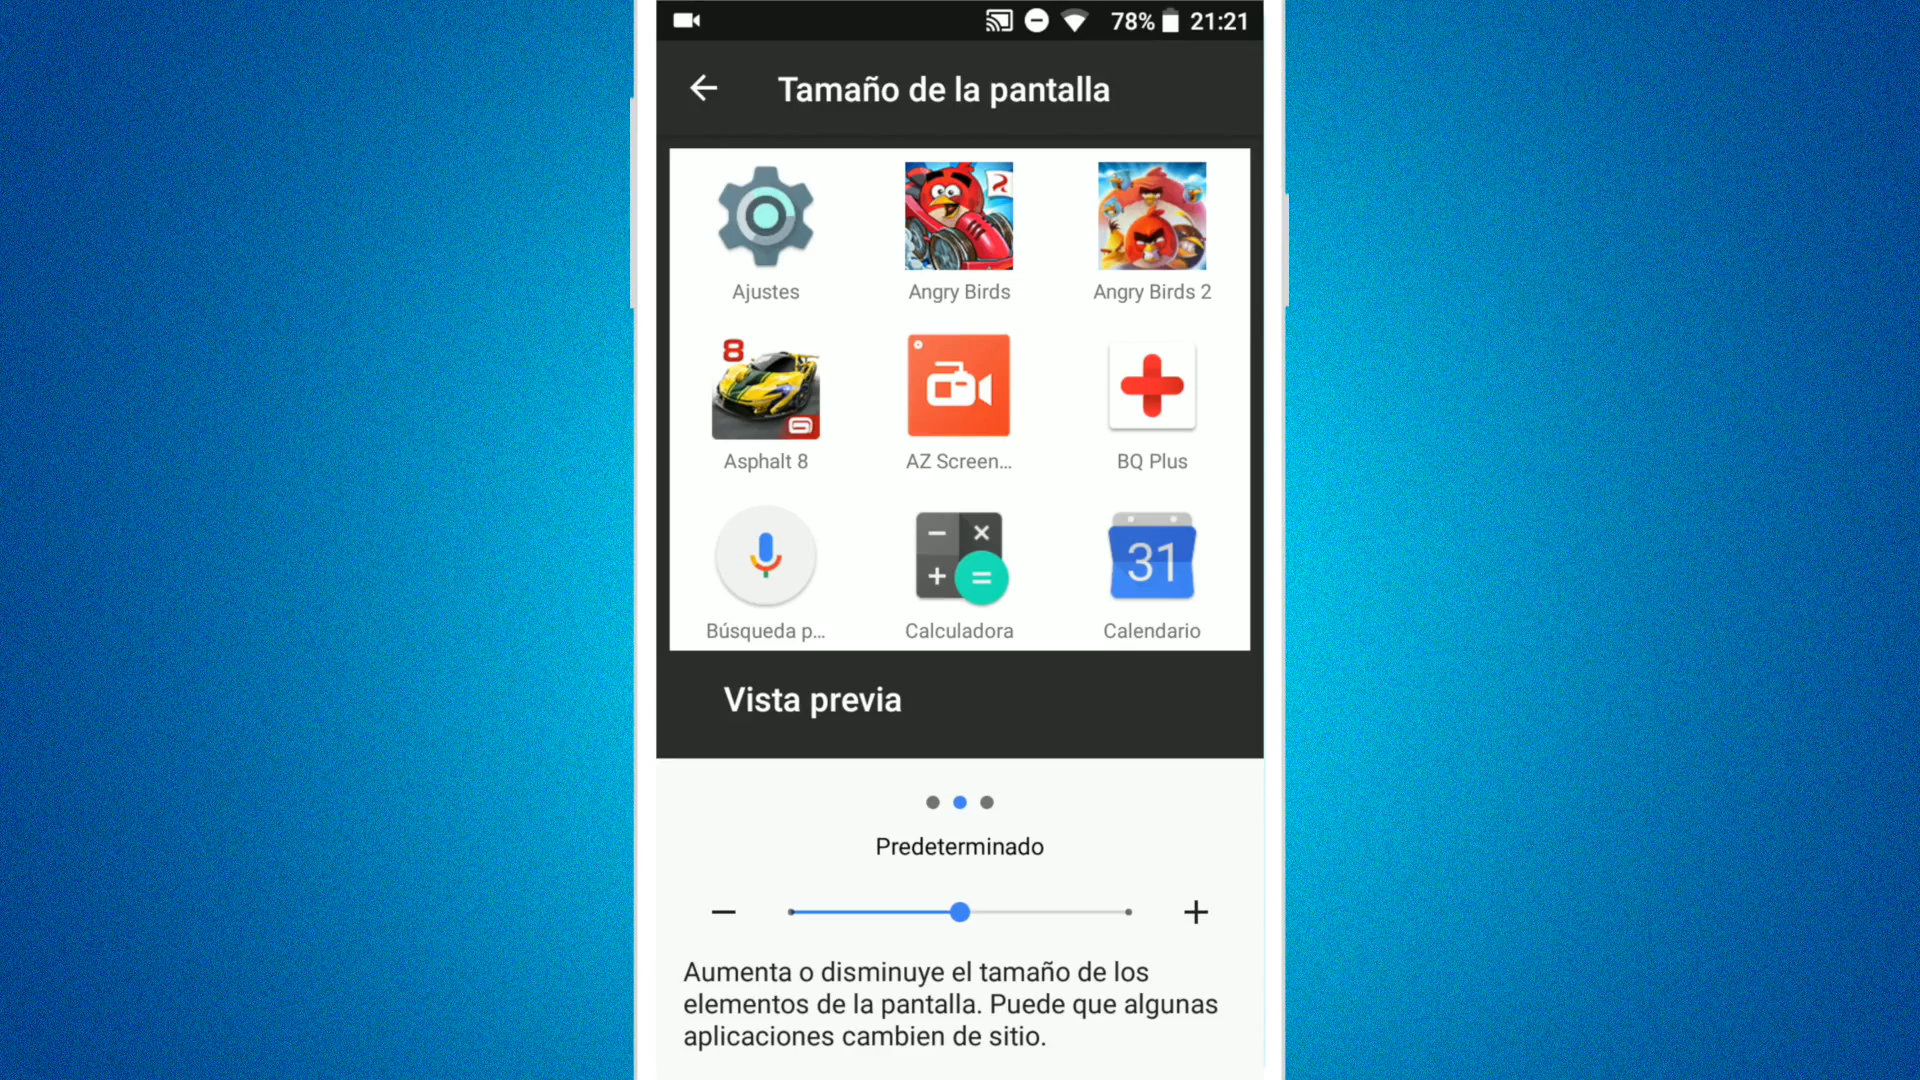 78% 21:21
Tamaño de la pantalla
Ajustes Angry Birds Angry Birds 2
8
Asphalt 8 AZ Screen... BQ Plus
31
Búsqueda p... Calculadora Calendario
Vista previa
Predeterminado
Aumenta o disminuye el tamaño de los
elementos de la pantalla. Puede que algunas
aplicaciones cambien de sitio.